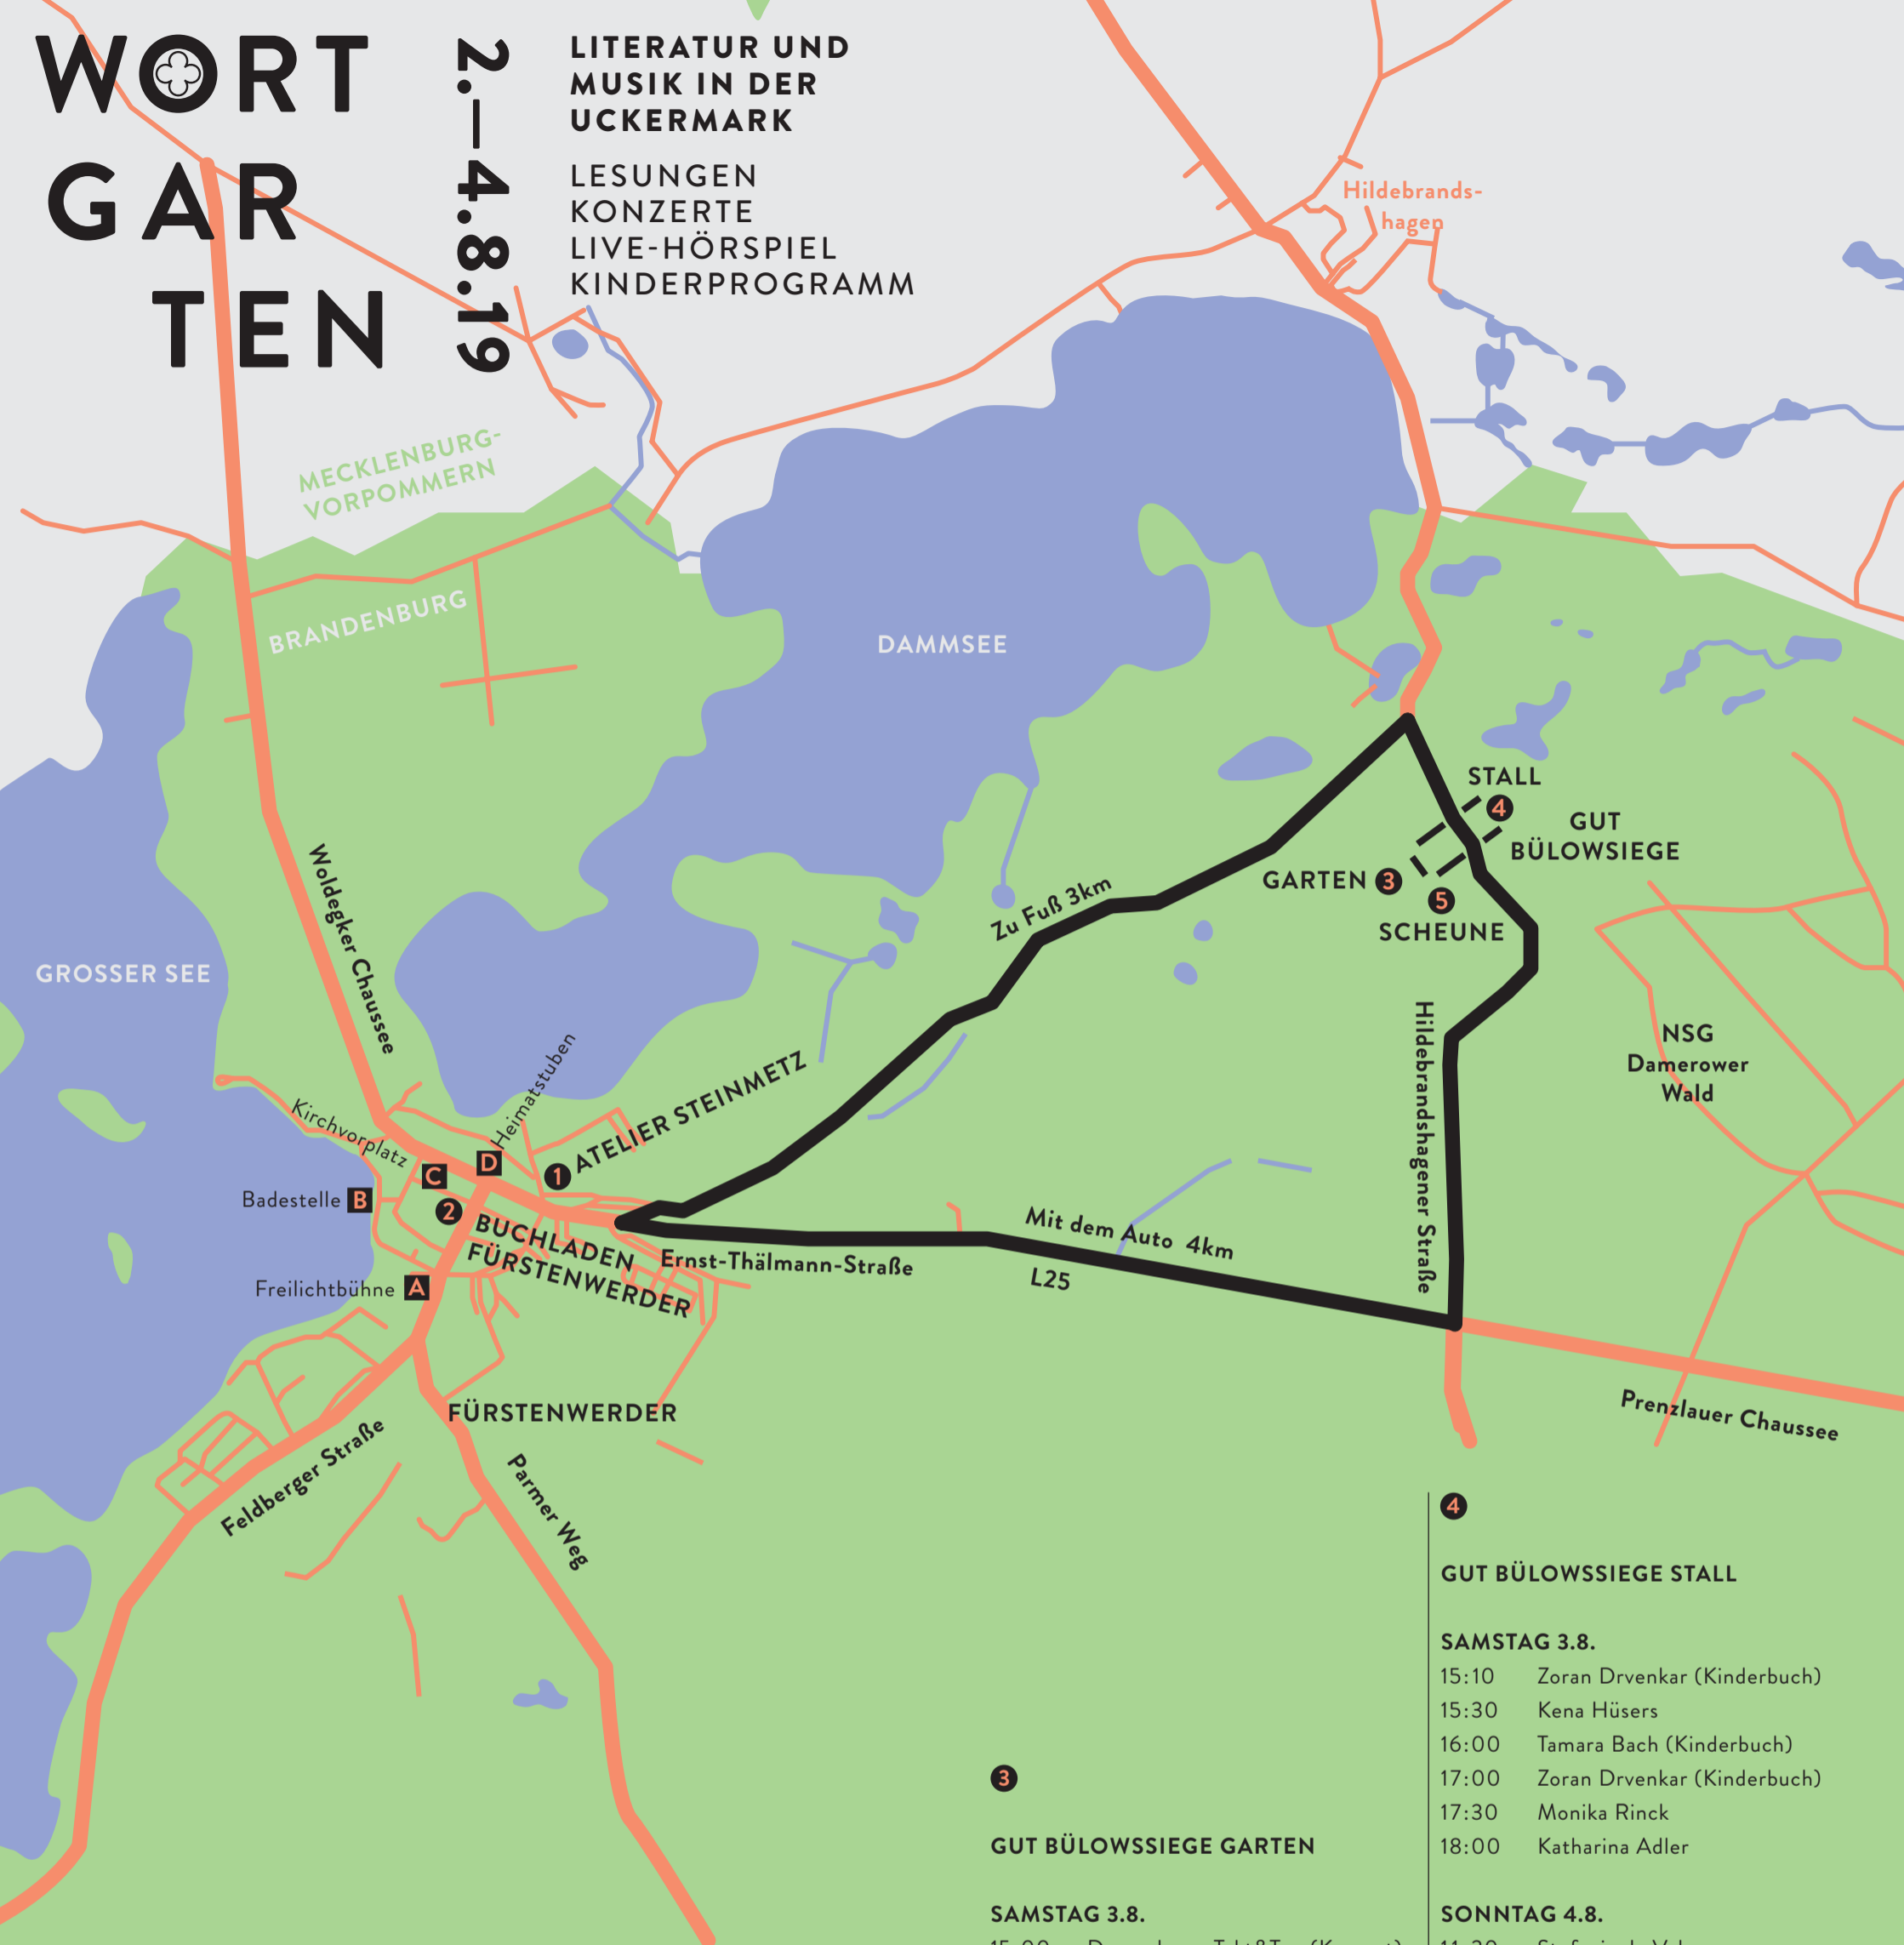 WORT
GAR
TEN
2.—4.8.19
LITERATUR UND
MUSIK IN DER
UCKERMARK
LESUNGEN
KONZERTE
LIVE-HÖRSPIEL
KINDERPROGRAMM
Hildebrands-
hagen
MECKLENBURG-
VORPOMMERN
BRANDENBURG
DAMMSEE
GROSSER SEE
Woldegker Chaussee
STALL
4
GUT
BÜLOWSIEGE
GARTEN 3
5
SCHEUNE
Zu Fuß 3km
Hildebrandshagener Straße
NSG
Damerower
Wald
Kirchvorplatz
Heimatstuben
ATELIER STEINMETZ
1
D
C
Badestelle B
2
BUCHLADEN
FÜRSTENWERDER
Freilichtbühne A
Ernst-Thälmann-Straße
Mit dem Auto 4km
L25
Prenzlauer Chaussee
FÜRSTENWERDER
Feldberger Straße
Parmer Weg
3
GUT BÜLOWSSIEGE GARTEN
SAMSTAG 3.8.
4
GUT BÜLOWSSIEGE STALL
SAMSTAG 3.8.
15:10 Zoran Drvenkar (Kinderbuch)
15:30 Kena Hüsers
16:00 Tamara Bach (Kinderbuch)
17:00 Zoran Drvenkar (Kinderbuch)
17:30 Monika Rinck
18:00 Katharina Adler
SONNTAG 4.8.